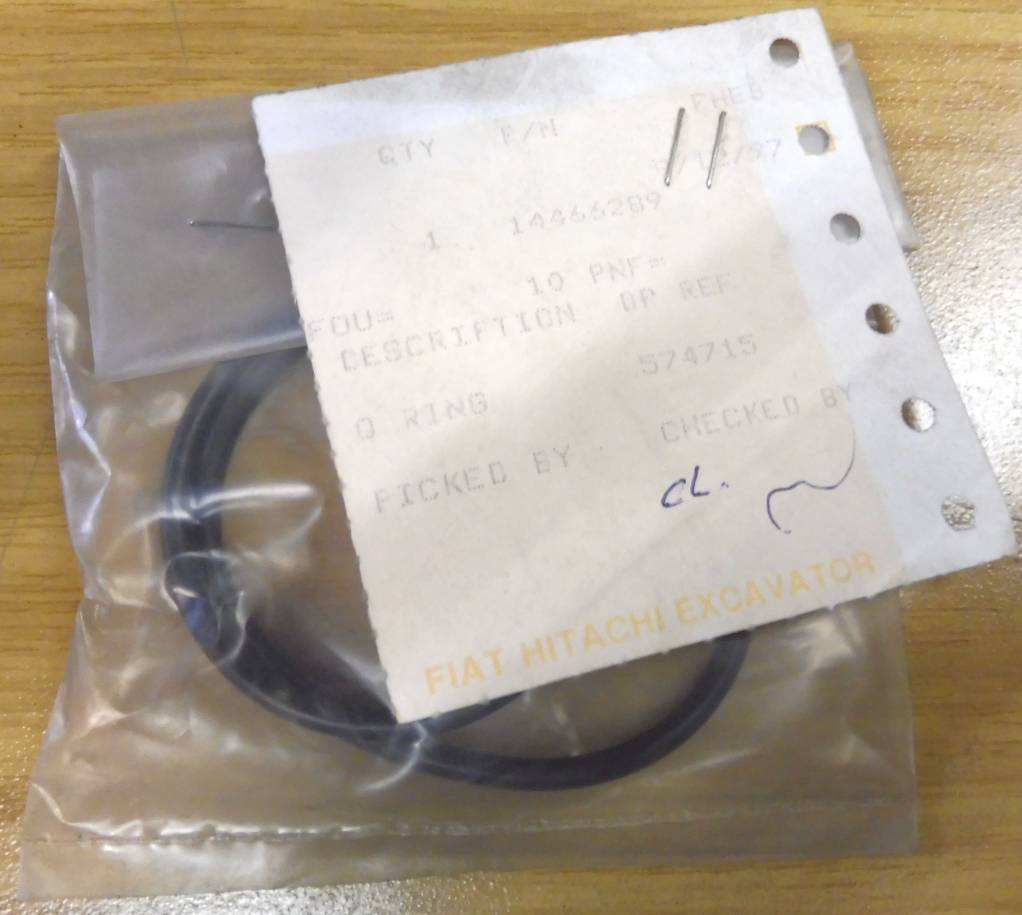 QTY P/N FHEB
1 14466289
FOU= 10 PNF=
DESCRIPTION OP REF
O RING 574715
PICKED BY CHECKED BY
CL.
FIAT HITACHI EXCAVATOR